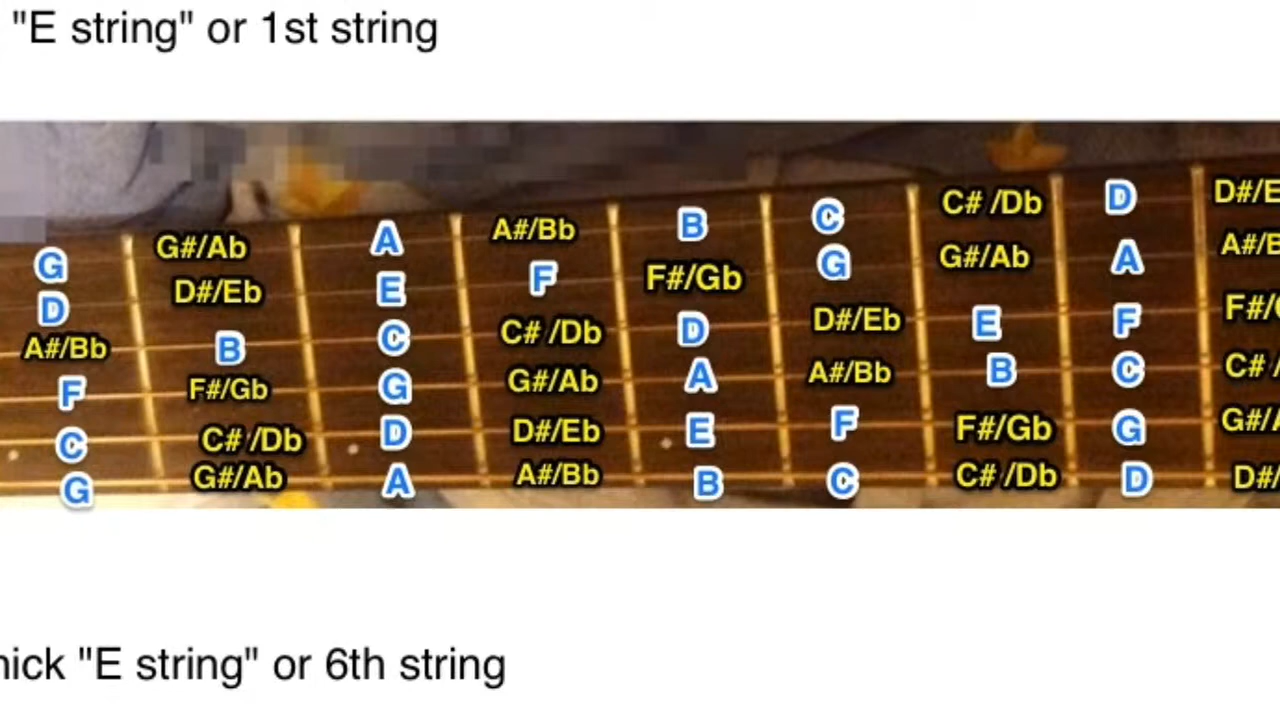 "E string" or 1st string
G G#/Ab A A#/Bb B C C# /Db D D#/E
D D#/Eb E F F#/Gb G G#/Ab A A#/B
A#/Bb B C C# /Db D D#/Eb E F F#/
F F#/Gb G G#/Ab A A#/Bb B C C# /
C C# /Db D D#/Eb E F F#/Gb G G#/
G G#/Ab A A#/Bb B C C# /Db D D#/
hick "E string" or 6th string